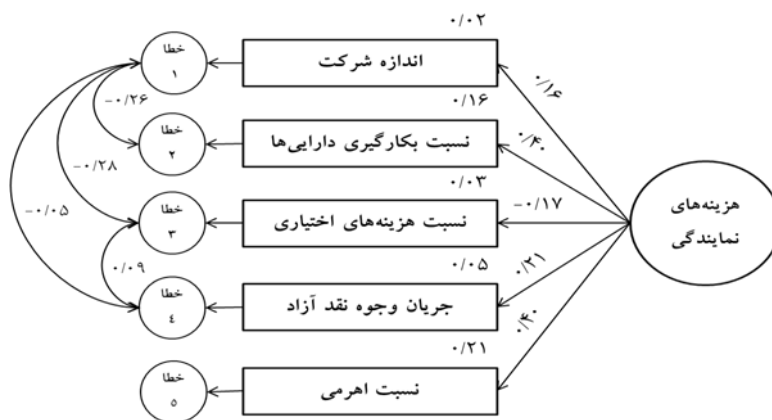 ۰/۰۲
خطا
۱
اندازه شرکت
۰/۱۶
-۰/۲۶
۰/۱۶
خطا
۲
نسبت بکارگیری دارایی‌ها
۰/۴۰
-۰/۲۸
۰/۰۳
هزینه‌های
نمایندگی
خطا
۳
نسبت هزینه‌های اختیاری
-۰/۱۷
-۰/۰۵
۰/۰۹
۰/۰۵
۰/۲۱
خطا
۴
جریان وجوه نقد آزاد
۰/۴۰
۰/۲۱
خطا
۵
نسبت اهرمی